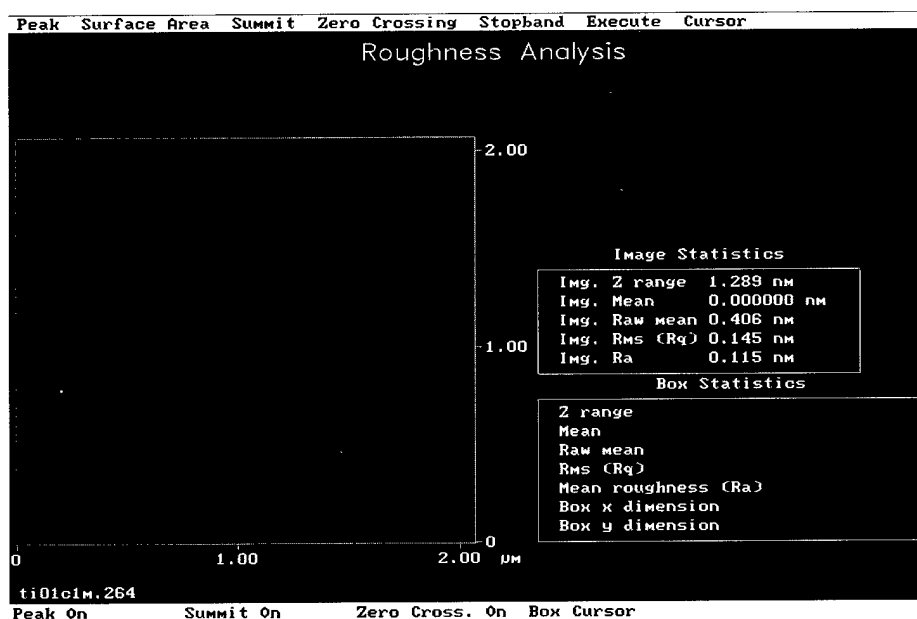 Peak Surface Area Summit Zero Crossing Stopband Execute Cursor
Roughness Analysis
2.00
Image Statistics
Img. Z range 1.289 nm
Img. Mean 0.000000 nm
Img. Raw mean 0.406 nm
Img. Rms (Rq) 0.145 nm
1.00
Img. Ra 0.115 nm
Box Statistics
Z range
Mean
Raw mean
Rms (Rq)
Mean roughness (Ra)
Box x dimension
Box y dimension
0
0 1.00 2.00 µm
ti01c1m.264
Peak On Summit On Zero Cross. On Box Cursor